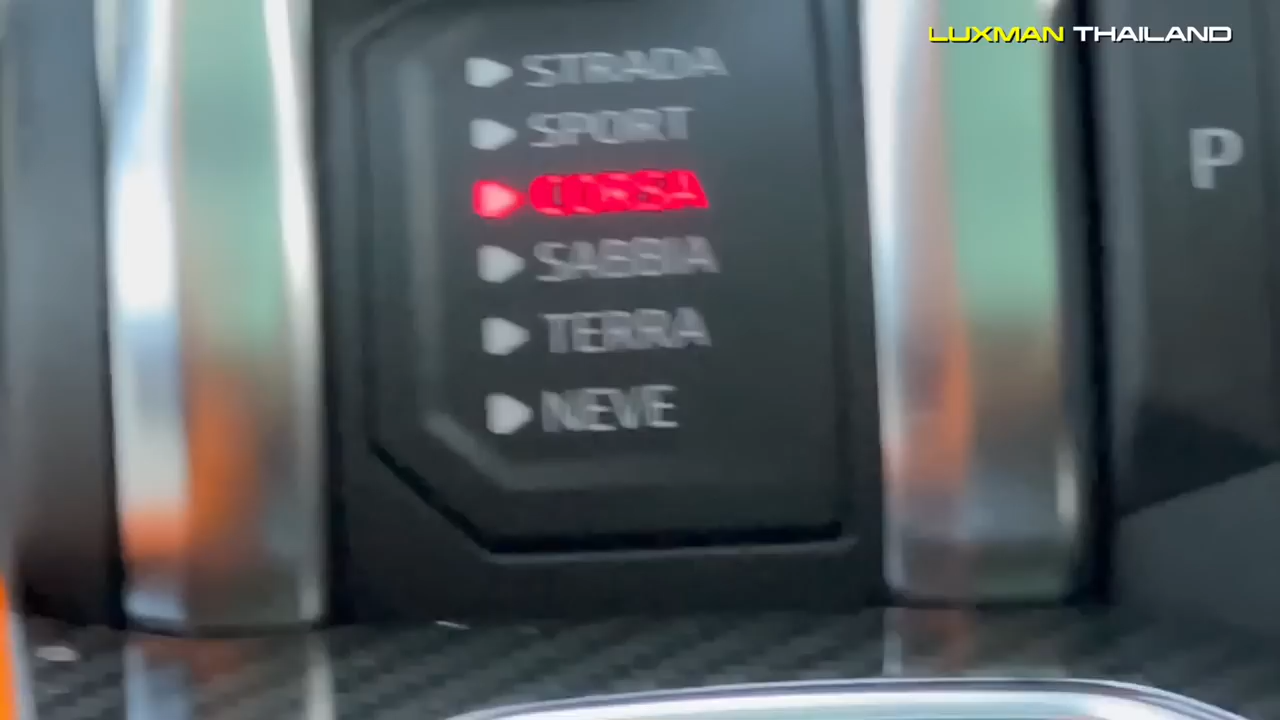 LUXMAN THAILAND
STRADA
SPORT
CORSA
SABBIA
TERRA
NEVE
P